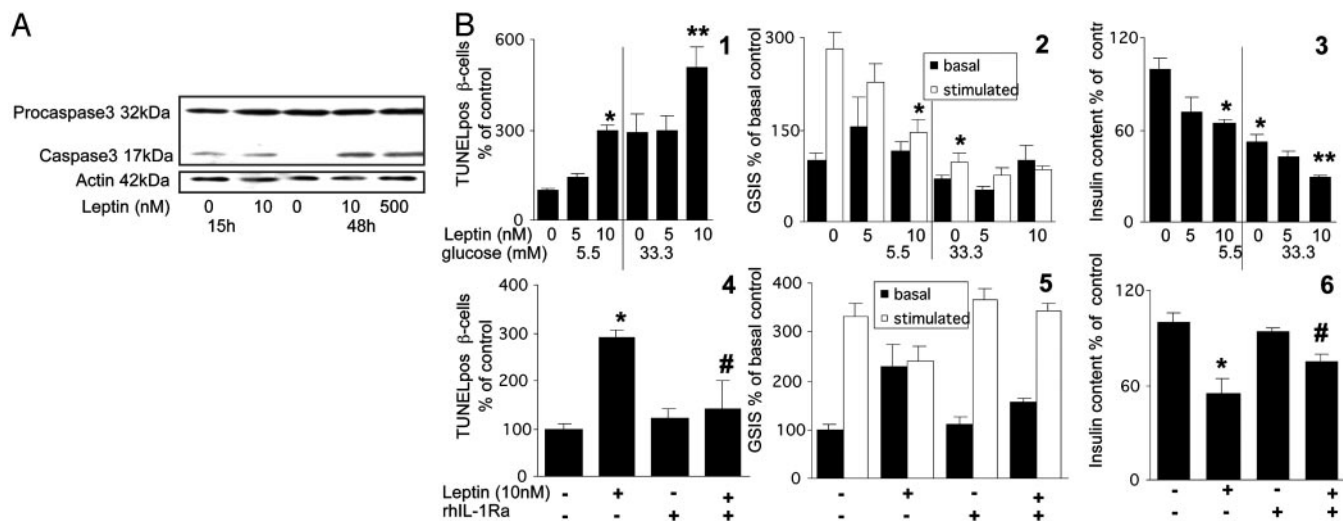 A
Procaspase3 32kDa
Caspase3 17kDa
Actin 42kDa
Leptin (nM) 0 10 0 10 500
15h 48h
B
1
TUNELpos β-cells
% of control
600
300
0
*
**
Leptin (nM) 0 5 10 0 5 10
glucose (mM) 5.5 33.3
2
GSIS % of basal control
300
150
0
basal
stimulated
*
*
0 5 10 0 5 10
5.5 33.3
3
Insulin content % of contr
120
60
0
*
*
**
0 5 10 0 5 10
5.5 33.3
4
TUNELpos β-cells
% of control
400
300
200
100
0
*
#
Leptin (10nM) - + - +
rhIL-1Ra - - + +
5
GSIS % of basal control
400
300
200
100
0
basal
stimulated
- + - +
- - + +
6
Insulin content % of control
120
60
0
*
#
- + - +
- - + +